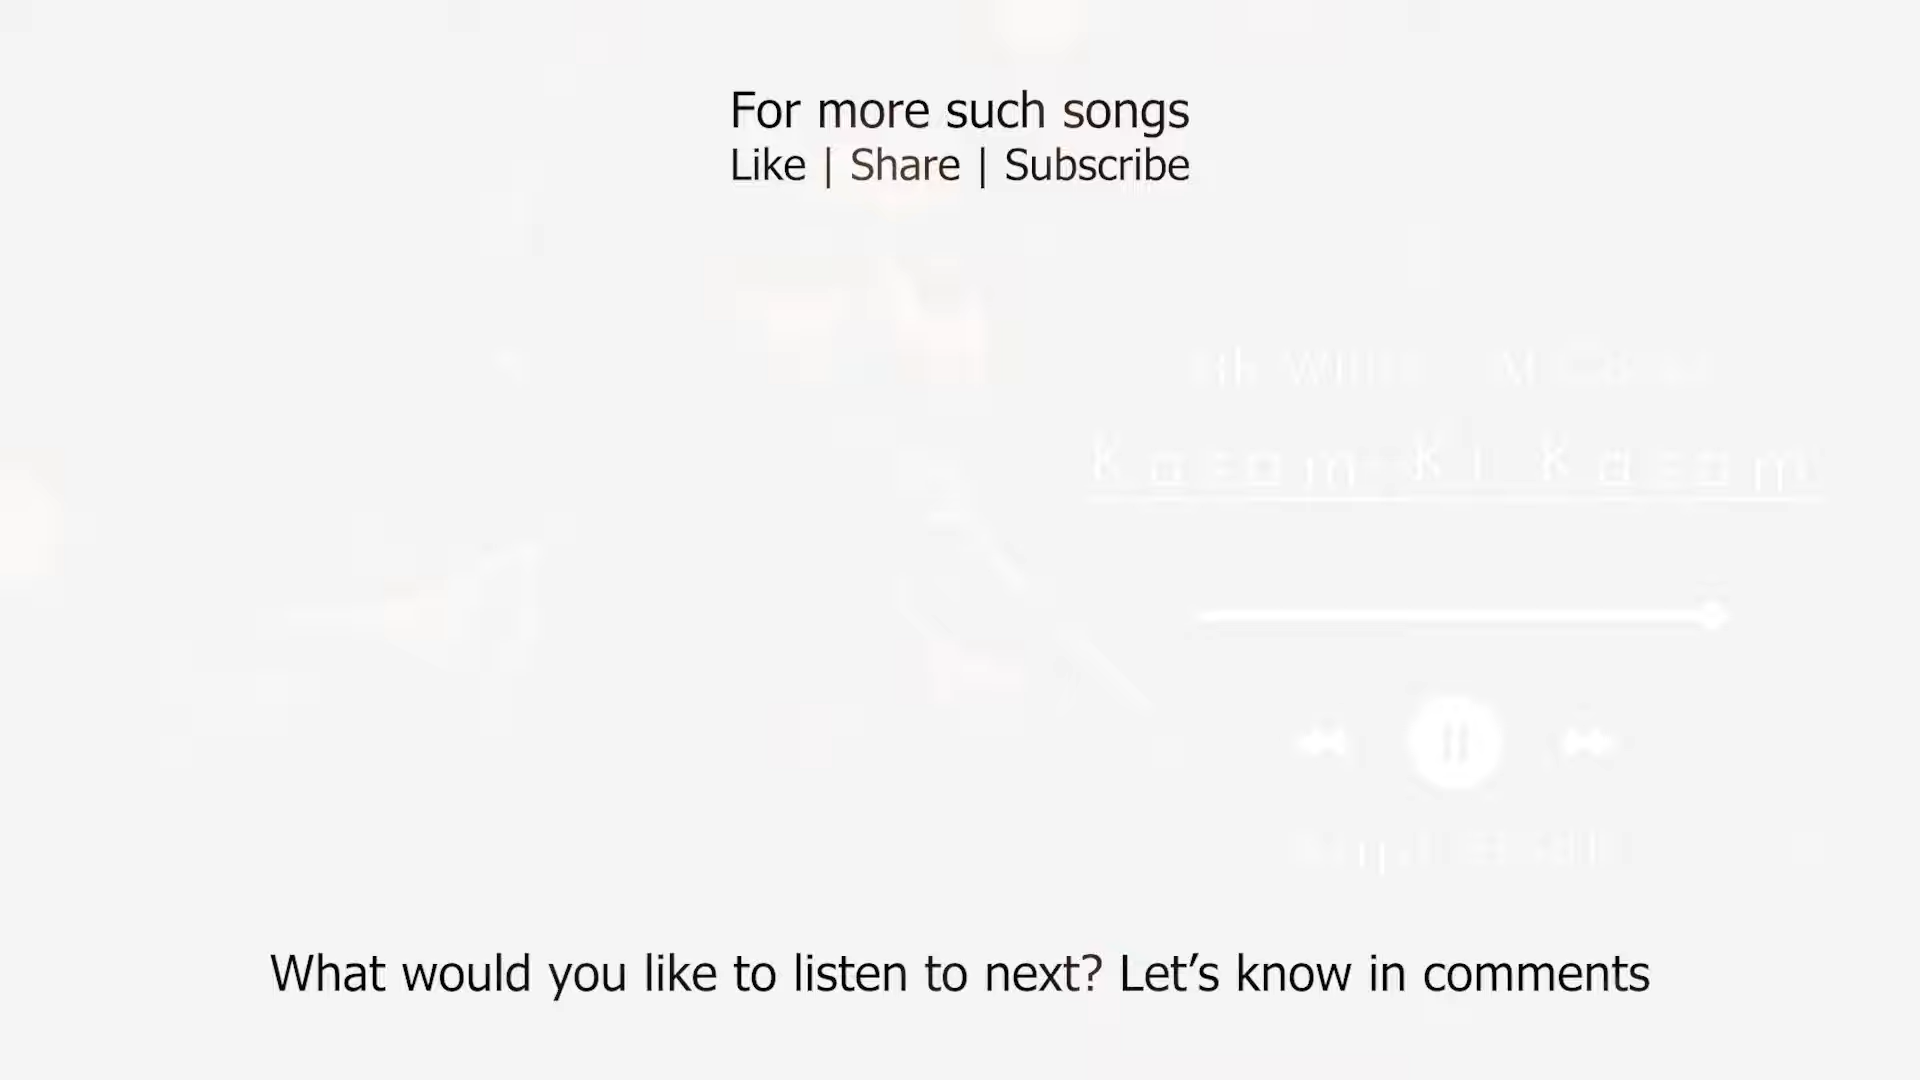 For more such songs
Like | Share | Subscribe
Kasam Ki Kasam
What would you like to listen to next? Let’s know in comments